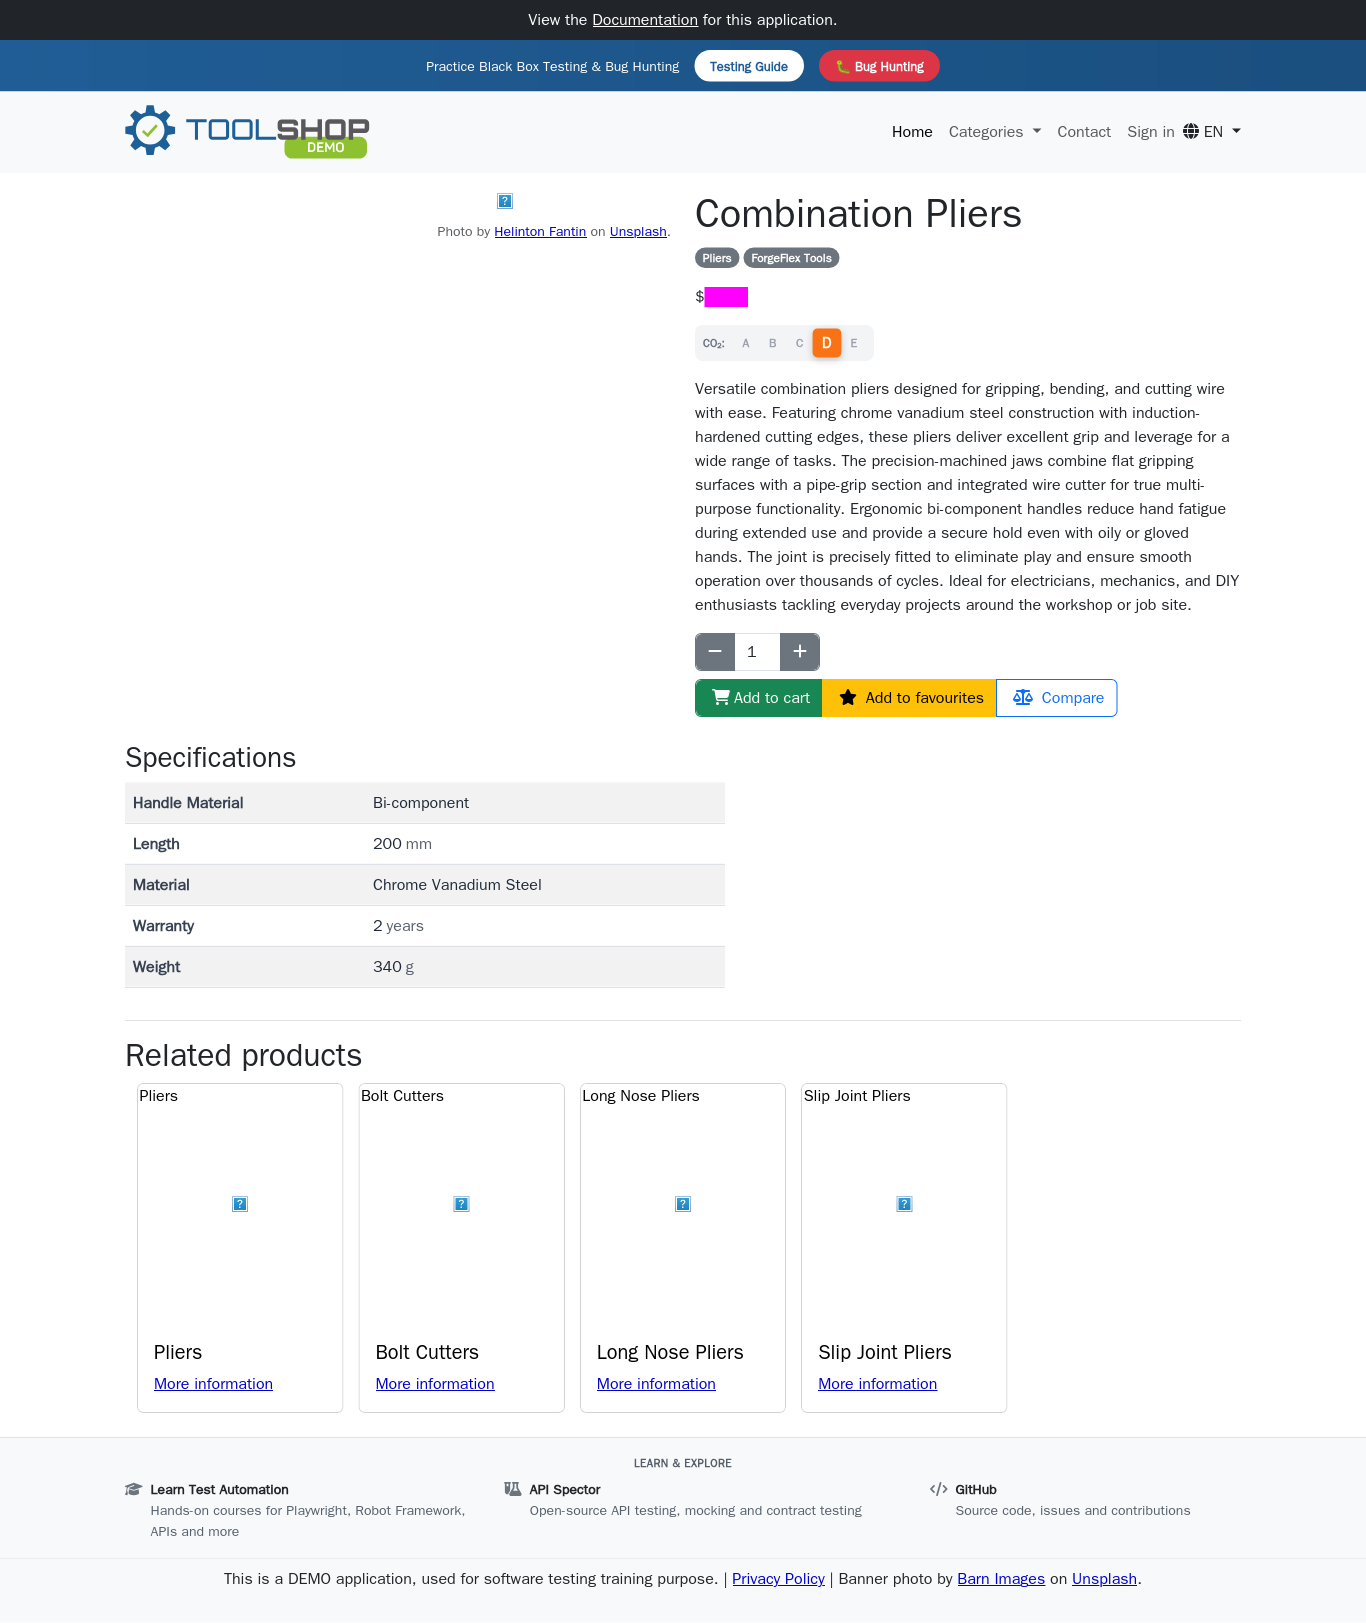 View the Documentation for this application.
Practice Black Box Testing & Bug Hunting Testing Guide 🐛 Bug Hunting
TOOLSHOP
DEMO
Home Categories Contact Sign in EN
Photo by Helinton Fantin on Unsplash.
Combination Pliers
Pliers ForgeFlex Tools
$
CO₂: A B C D E
Versatile combination pliers designed for gripping, bending, and cutting wire
with ease. Featuring chrome vanadium steel construction with induction-
hardened cutting edges, these pliers deliver excellent grip and leverage for a
wide range of tasks. The precision-machined jaws combine flat gripping
surfaces with a pipe-grip section and integrated wire cutter for true multi-
purpose functionality. Ergonomic bi-component handles reduce hand fatigue
during extended use and provide a secure hold even with oily or gloved
hands. The joint is precisely fitted to eliminate play and ensure smooth
operation over thousands of cycles. Ideal for electricians, mechanics, and DIY
enthusiasts tackling everyday projects around the workshop or job site.
1
Add to cart Add to favourites Compare
Specifications
Handle Material Bi-component
Length 200 mm
Material Chrome Vanadium Steel
Warranty 2 years
Weight 340 g
Related products
Pliers Bolt Cutters Long Nose Pliers Slip Joint Pliers
Pliers Bolt Cutters Long Nose Pliers Slip Joint Pliers
More information More information More information More information
LEARN & EXPLORE
Learn Test Automation
Hands-on courses for Playwright, Robot Framework,
APIs and more
API Spector
Open-source API testing, mocking and contract testing
GitHub
Source code, issues and contributions
This is a DEMO application, used for software testing training purpose. | Privacy Policy | Banner photo by Barn Images on Unsplash.